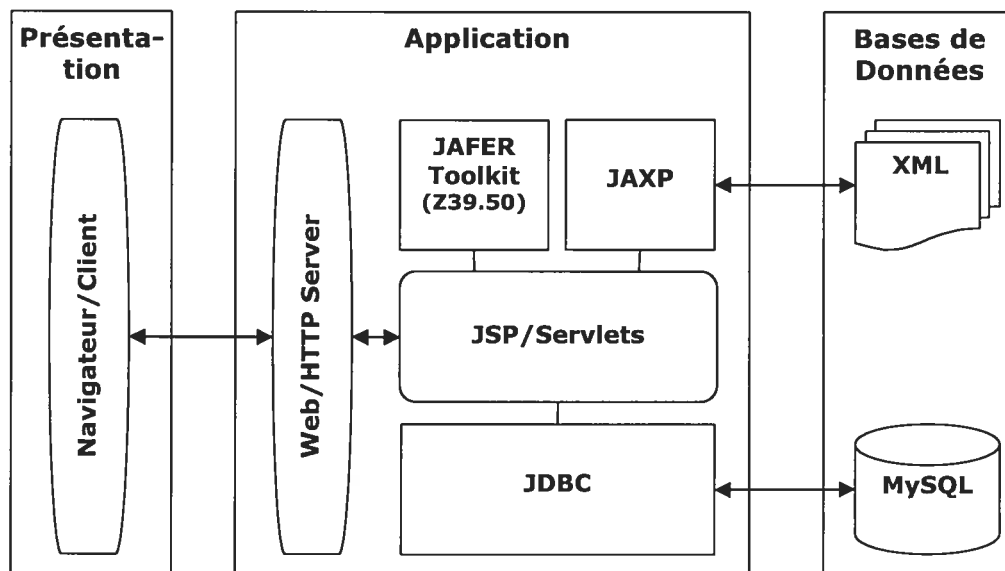 Présenta-
tion
Application
Bases de
Données
Navigateur/Client
Web/HTTP Server
JAFER
Toolkit
(Z39.50)
JAXP
XML
JSP/Servlets
JDBC
MySQL